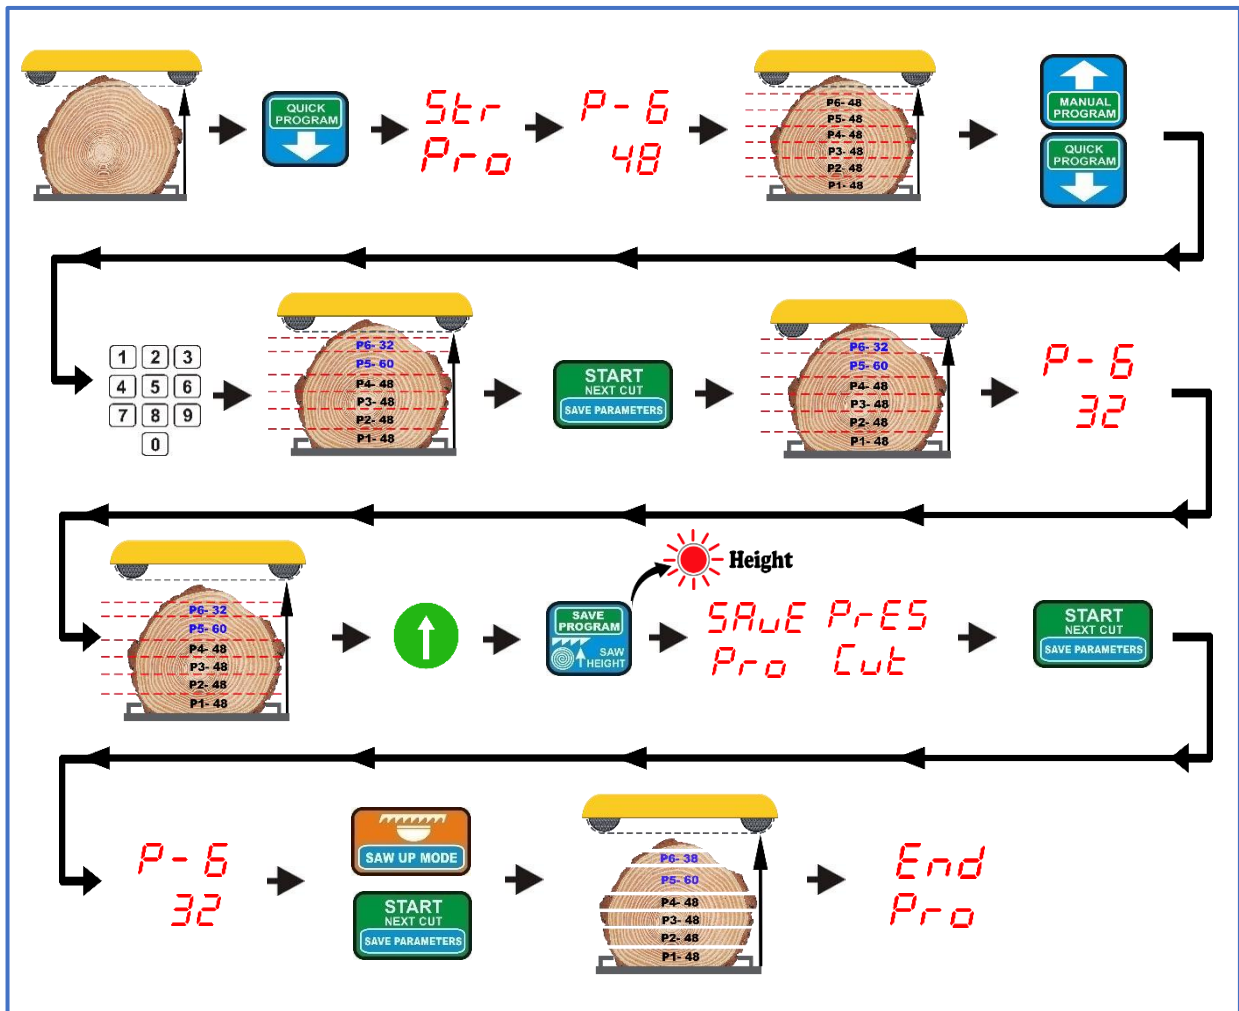 QUICK
PROGRAM
Str
Pro
P-6
48
P6- 48
P5- 48
P4- 48
P3- 48
P2- 48
P1- 48
MANUAL
PROGRAM
QUICK
PROGRAM
1 2 3
4 5 6
7 8 9
0
P6- 32
P5- 60
P4- 48
P3- 48
P2- 48
P1- 48
START
NEXT CUT
SAVE PARAMETERS
P6- 32
P5- 60
P4- 48
P3- 48
P2- 48
P1- 48
P-6
32
P6- 32
P5- 60
P4- 48
P3- 48
P2- 48
P1- 48
SAVE
PROGRAM
SAW
HEIGHT
Height
SAuE PrES
Pro Cut
START
NEXT CUT
SAVE PARAMETERS
P-6
32
SAW UP MODE
START
NEXT CUT
SAVE PARAMETERS
P6- 38
P5- 60
P4- 48
P3- 48
P2- 48
P1- 48
End
Pro